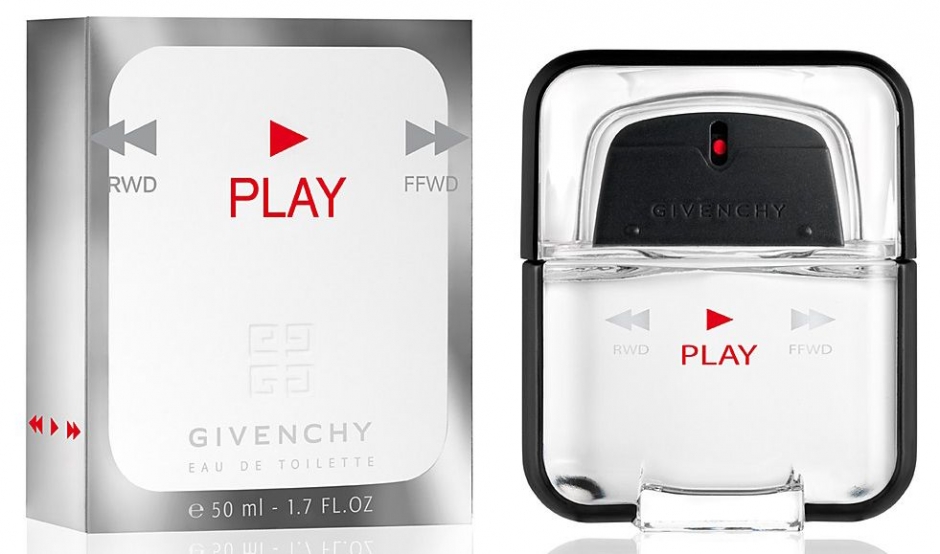 RWD
PLAY
FFWD
GIVENCHY
EAU DE TOILETTE
℮ 50 ml - 1.7 FL.OZ
GIVENCHY
RWD
PLAY
FFWD